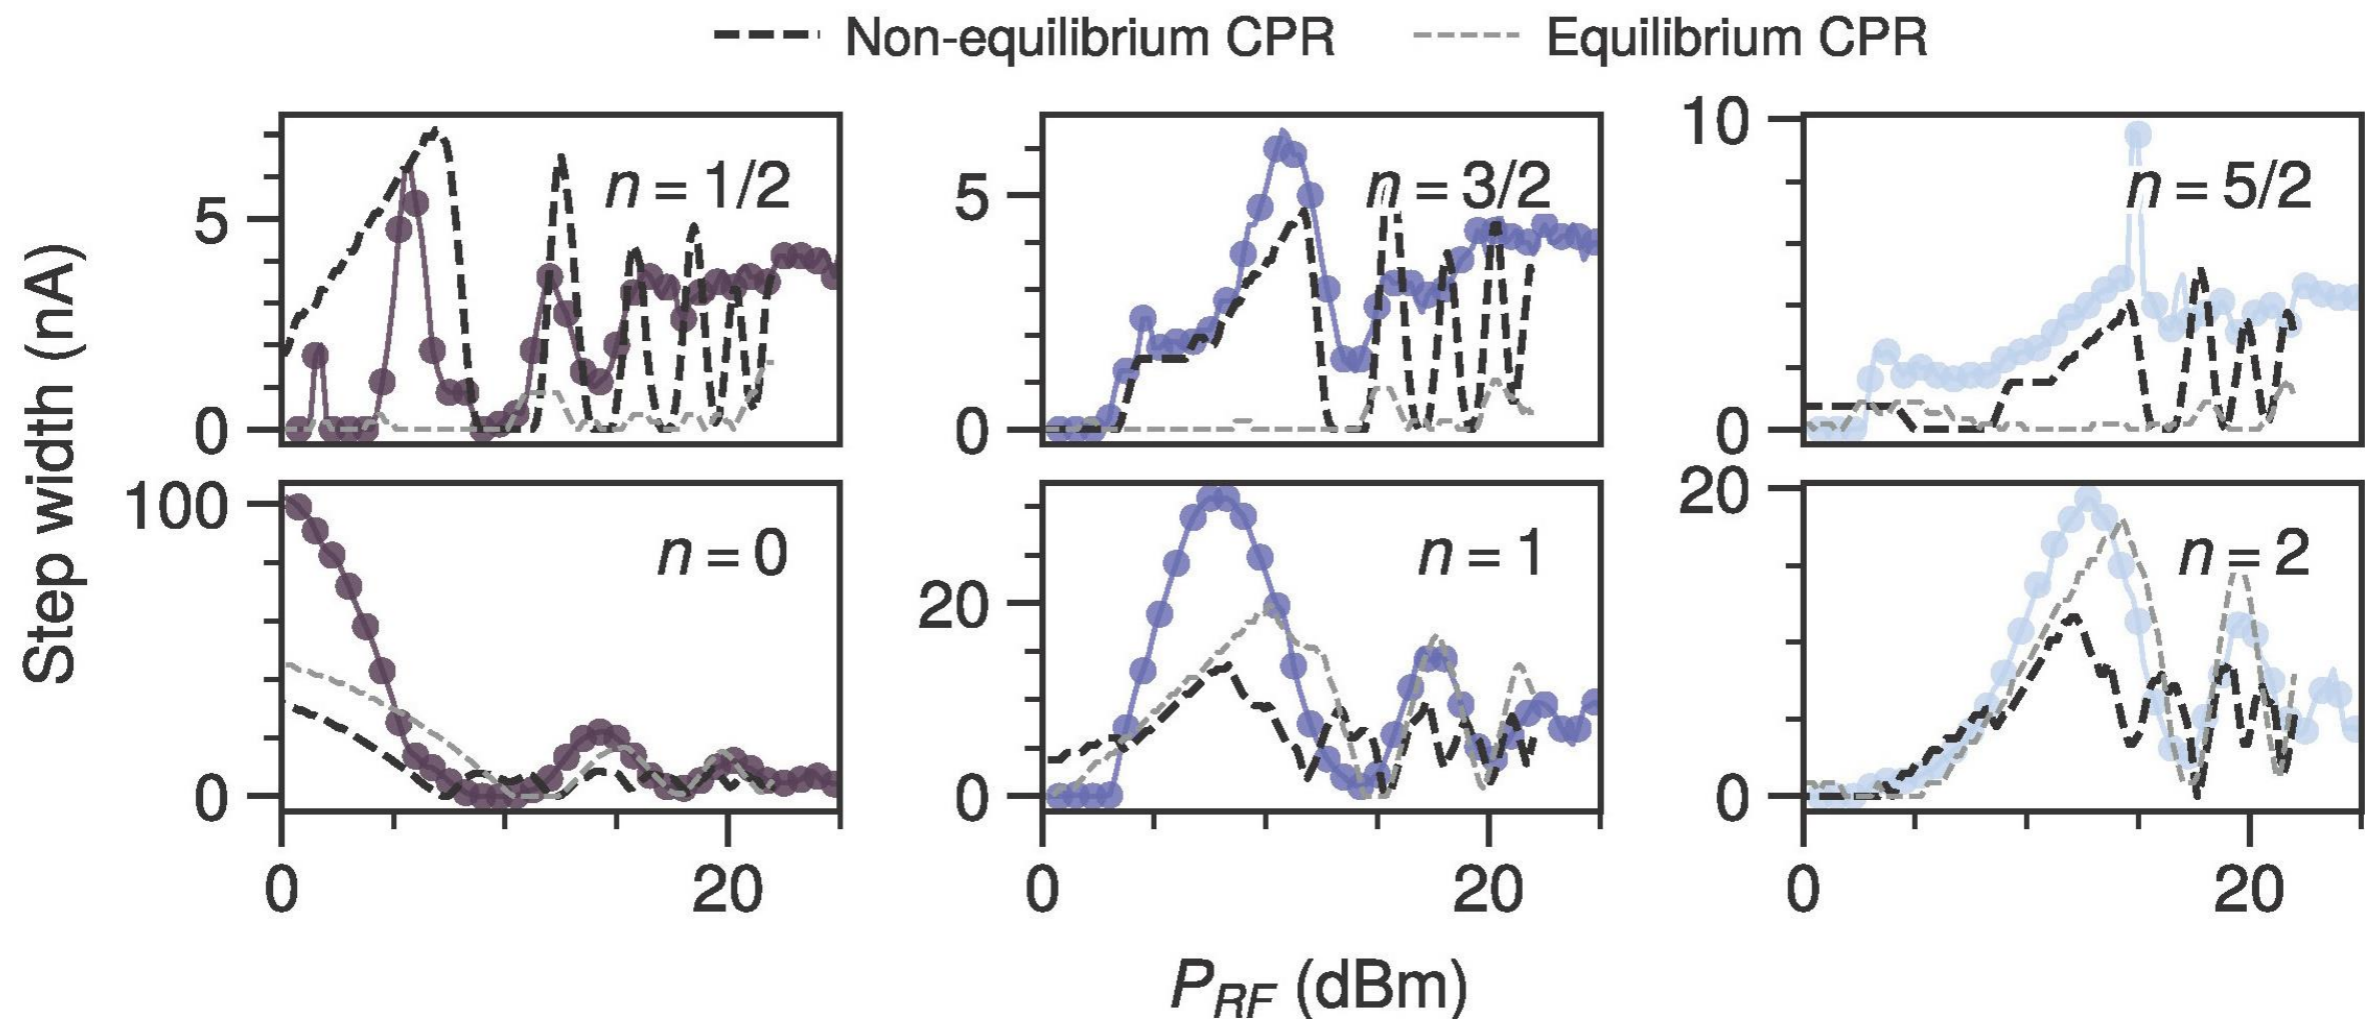 Non-equilibrium CPR Equilibrium CPR
Step width (nA)
5
0
n = 1/2
5
0
n = 3/2
10
0
n = 5/2
100
0
n = 0
20
0
n = 1
20
0
n = 2
0 20
0 20
0 20
P_RF (dBm)